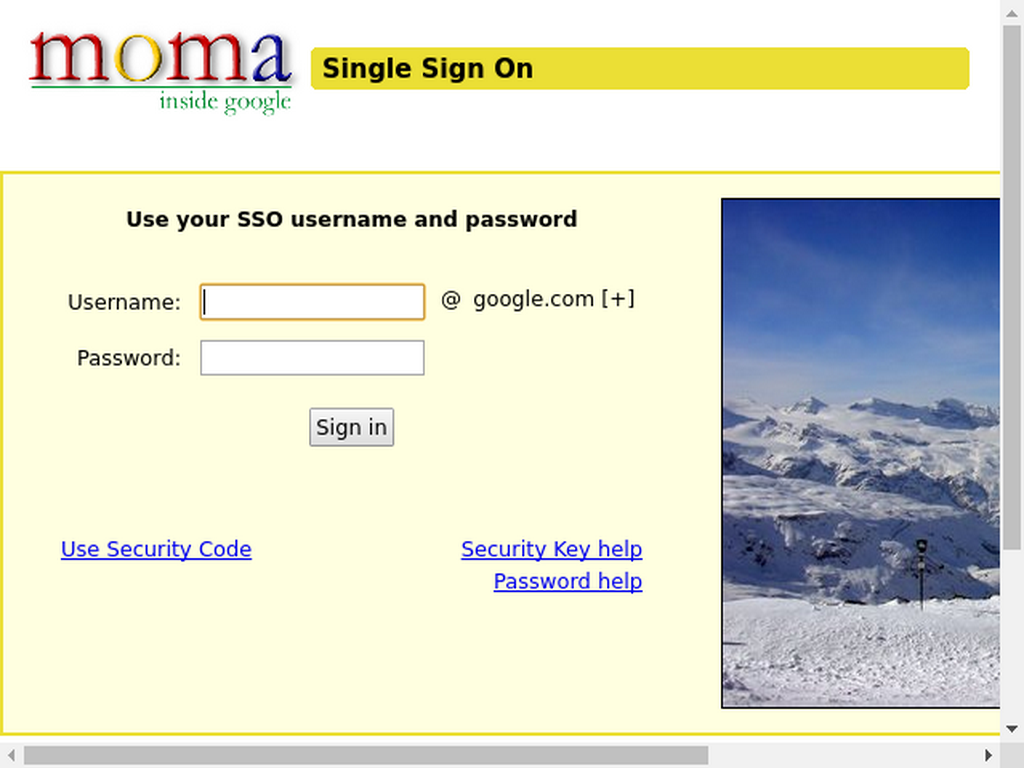 moma
inside google
Single Sign On
Use your SSO username and password
Username: @ google.com [+]
Password:
Sign in
Use Security Code Security Key help
Password help